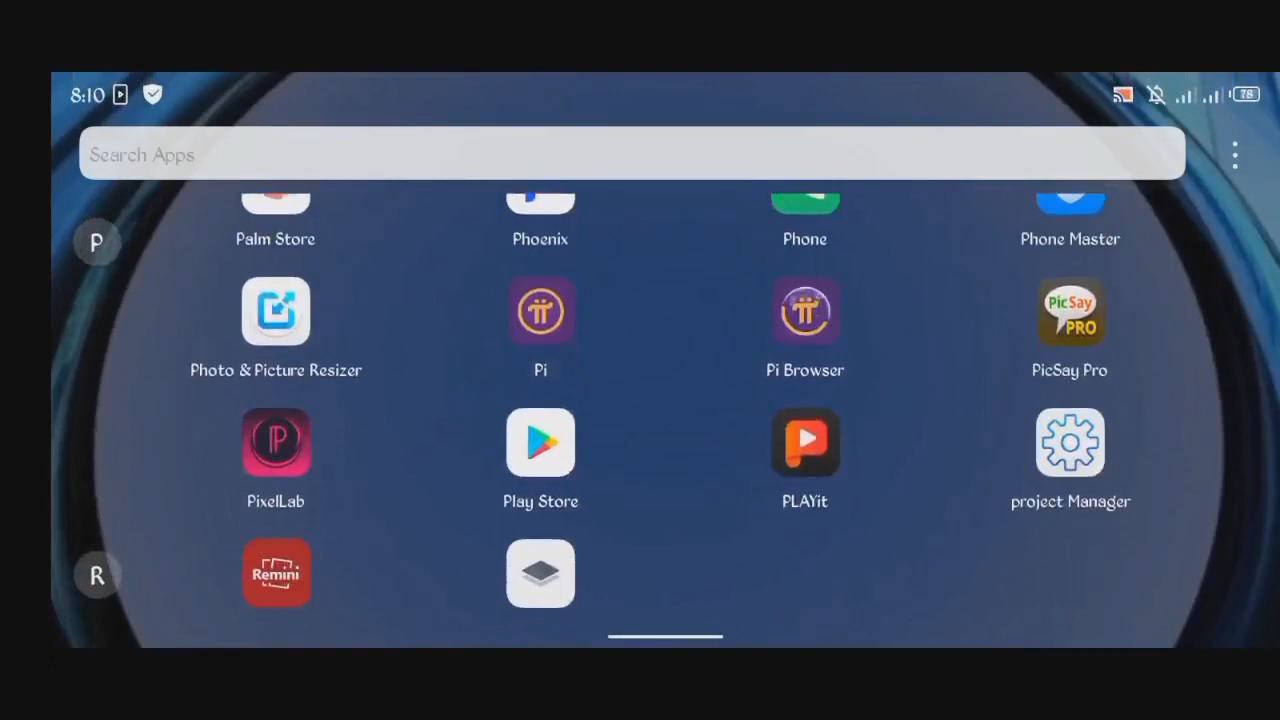 8:10
78
Search Apps
P
Palm Store
Phoenix
Phone
Phone Master
PicSay
PRO
Photo & Picture Resizer
Pi
Pi Browser
PicSay Pro
P
PixelLab
Play Store
PLAYit
project Manager
R
Remini